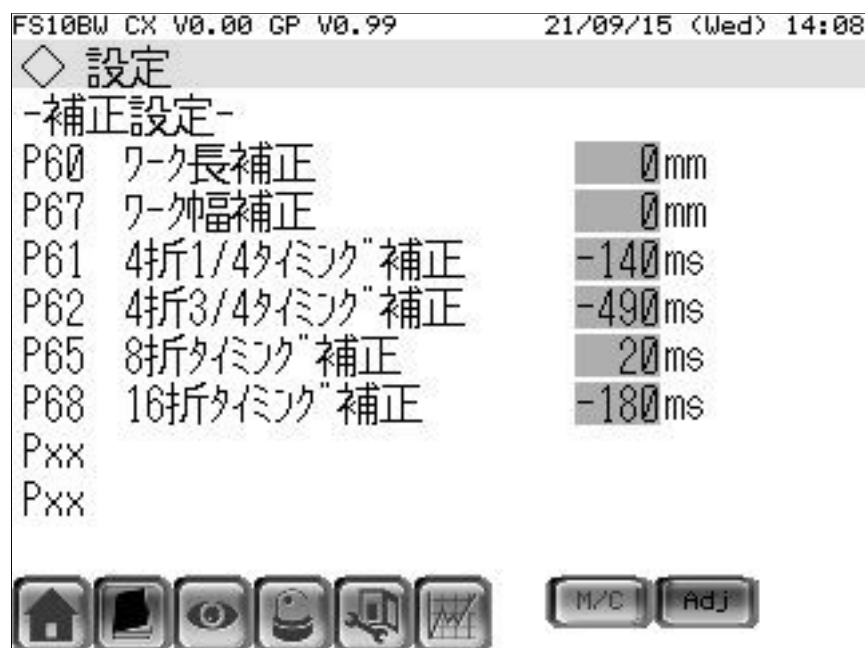 FS10BW CX V0.00 GP V0.99 21/09/15 (Wed) 14:08
◇ 設定
-補正設定-
P60 ワーク長補正 0mm
P67 ワーク巾補正 0mm
P61 4折1/4タイミング補正 -140ms
P62 4折3/4タイミング補正 -490ms
P65 8折タイミング補正 20ms
P68 16折タイミング補正 -180ms
Pxx
Pxx
M/C Adj